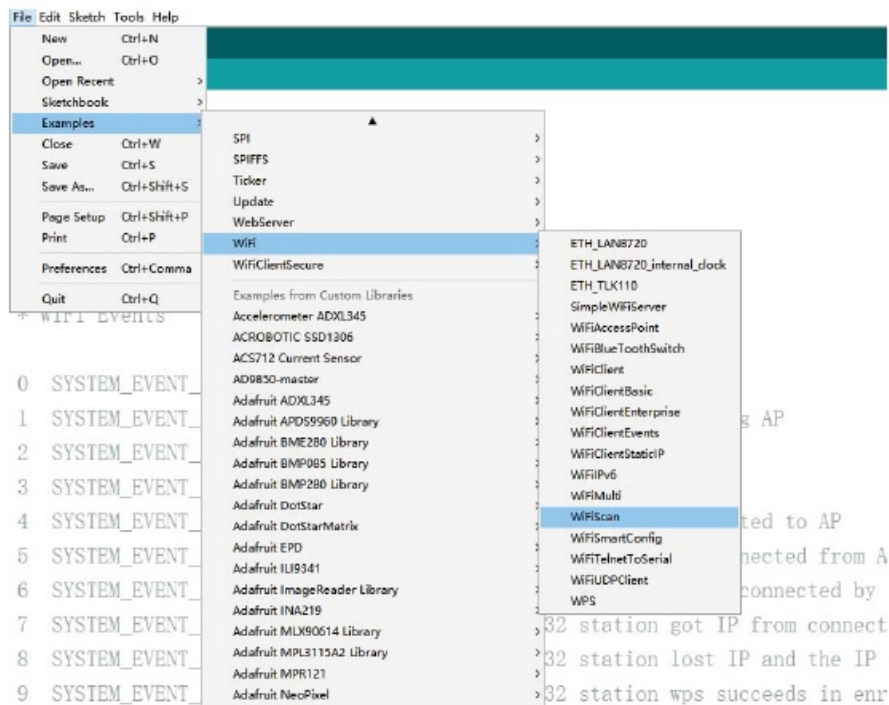 File Edit Sketch Tools Help
New Ctrl+N
Open... Ctrl+O
Open Recent
Sketchbook
Examples
Close Ctrl+W
Save Ctrl+S
Save As... Ctrl+Shift+S
Page Setup Ctrl+Shift+P
Print Ctrl+P
Preferences Ctrl+Comma
Quit Ctrl+Q
SPI
SPIFFS
Ticker
Update
WebServer
WiFi
WiFiClientSecure
Examples from Custom Libraries
Accelerometer ADXL345
ACROBOTIC SSD1306
ACS712 Current Sensor
AD9850-master
Adafruit ADXL345
Adafruit APDS9960 Library
Adafruit BME280 Library
Adafruit BMP085 Library
Adafruit BMP280 Library
Adafruit DotStar
Adafruit DotStarMatrix
Adafruit EPD
Adafruit ILI9341
Adafruit ImageReader Library
Adafruit INA219
Adafruit MLX90614 Library
Adafruit MPL3115A2 Library
Adafruit MPR121
Adafruit NeoPixel
ETH_LAN8720
ETH_LAN8720_internal_clock
ETH_TLK110
SimpleWiFiServer
WiFiAccessPoint
WiFiBlueToothSwitch
WiFiClient
WiFiClientBasic
WiFiClientEnterprise
WiFiClientEvents
WiFiClientStaticIP
WiFiIPv6
WiFiMulti
WiFiScan
WiFiSmartConfig
WiFiTelnetToSerial
WiFiUDPClient
WPS
* WiFi Events
0 SYSTEM_EVENT_
1 SYSTEM_EVENT_ g AP
2 SYSTEM_EVENT_
3 SYSTEM_EVENT_
4 SYSTEM_EVENT_ ted to AP
5 SYSTEM_EVENT_ nected from A
6 SYSTEM_EVENT_ connected by
7 SYSTEM_EVENT_ 32 station got IP from connect
8 SYSTEM_EVENT_ 32 station lost IP and the IP
9 SYSTEM_EVENT_ 32 station wps succeeds in enr